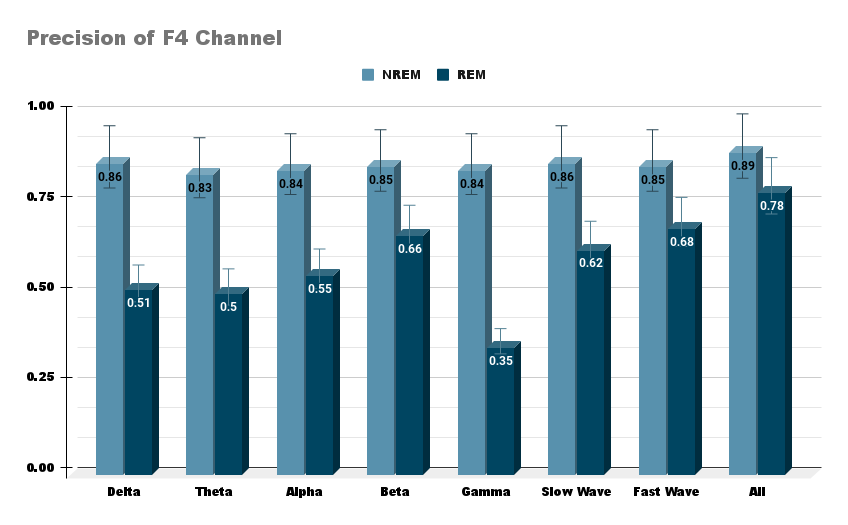 Precision of F4 Channel
NREM REM
1.00
0.75
0.50
0.25
0.00
0.86 0.51 0.83 0.5 0.84 0.55 0.85 0.66 0.84 0.35 0.86 0.62 0.85 0.68 0.89 0.78
Delta Theta Alpha Beta Gamma Slow Wave Fast Wave All